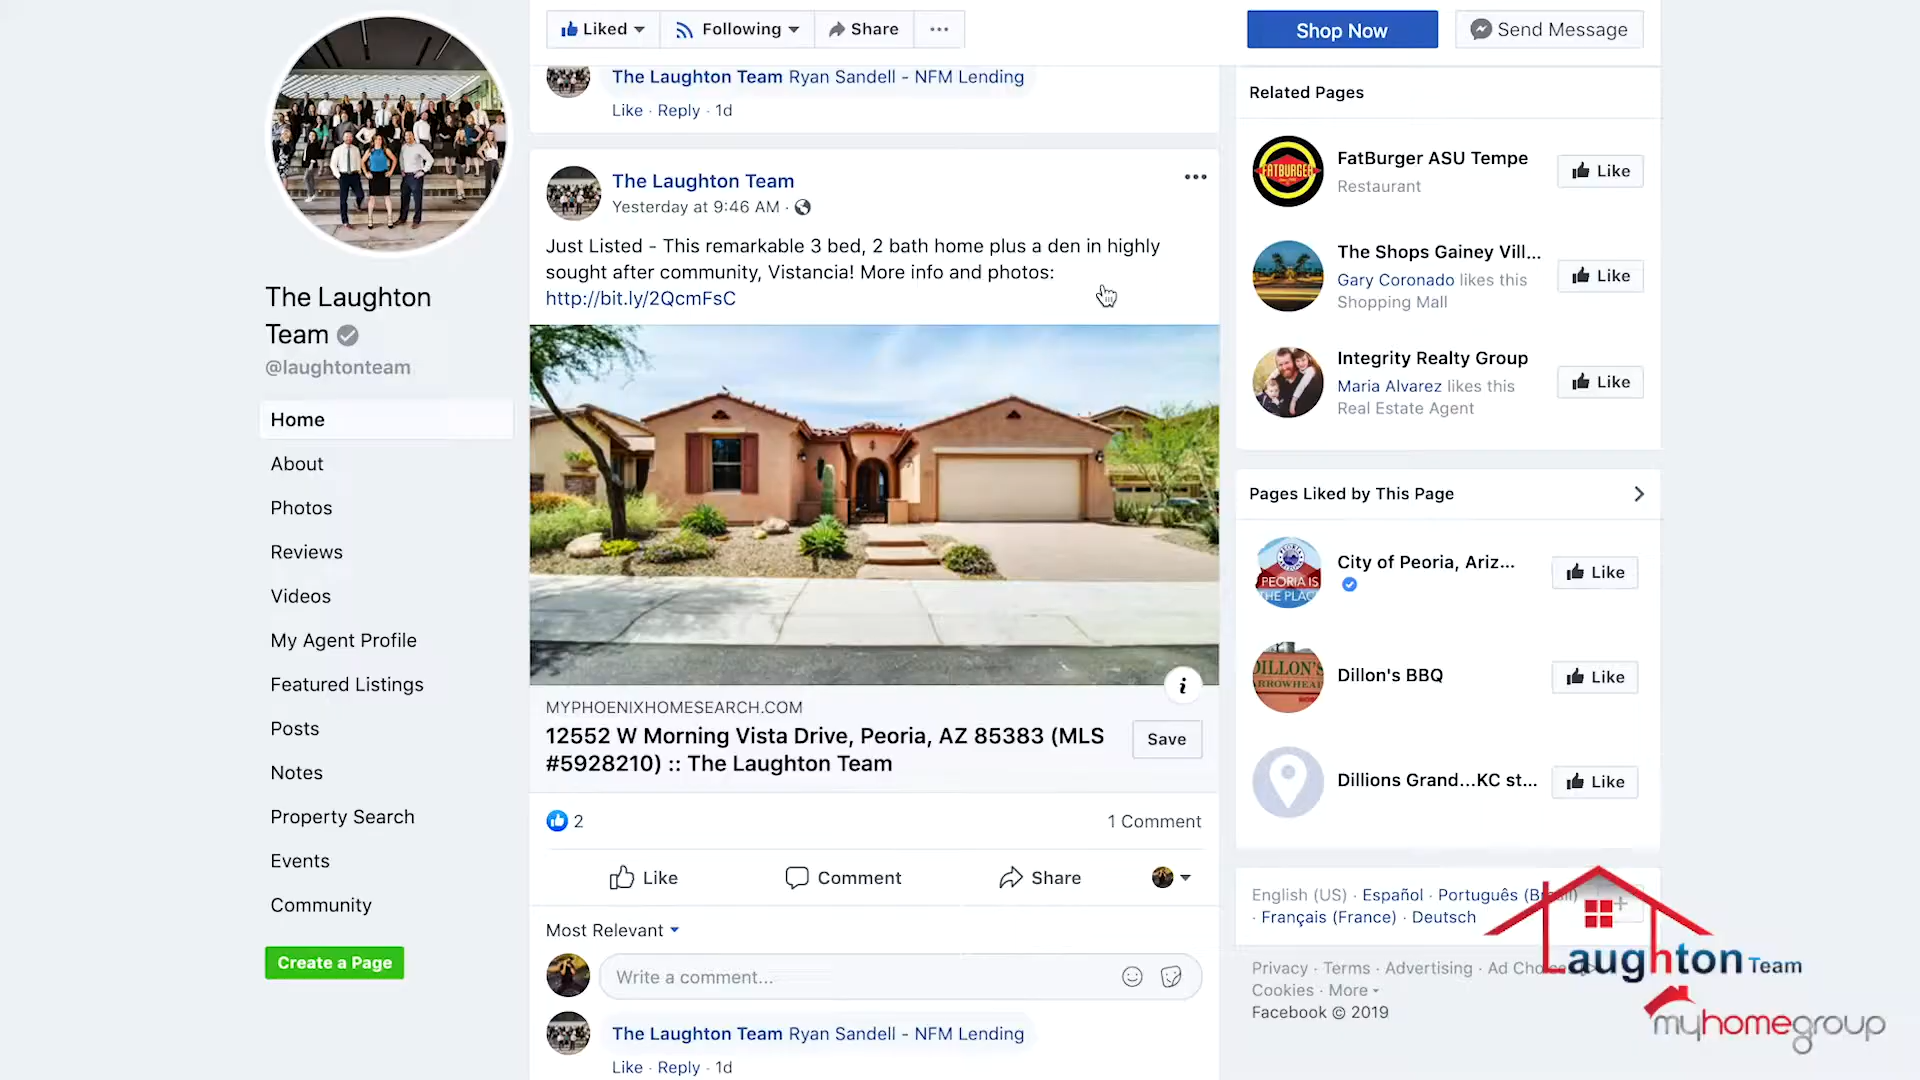 Liked
Following
Share
Shop Now
Send Message
The Laughton Team Ryan Sandell - NFM Lending
Like · Reply · 1d
The Laughton
Team
@laughtonteam
Home
About
Photos
Reviews
Videos
My Agent Profile
Featured Listings
Posts
Notes
Property Search
Events
Community
Create a Page
The Laughton Team
Yesterday at 9:46 AM ·
Just Listed - This remarkable 3 bed, 2 bath home plus a den in highly
sought after community, Vistancia! More info and photos:
http://bit.ly/2QcmFsC
MYPHOENIXHOMESEARCH.COM
12552 W Morning Vista Drive, Peoria, AZ 85383 (MLS
#5928210) :: The Laughton Team
Save
2
1 Comment
Like
Comment
Share
Most Relevant
Write a comment...
The Laughton Team Ryan Sandell - NFM Lending
Like · Reply · 1d
Related Pages
FATBURGER
FatBurger ASU Tempe
Restaurant
Like
The Shops Gainey Vill...
Gary Coronado likes this
Shopping Mall
Like
Integrity Realty Group
Maria Alvarez likes this
Real Estate Agent
Like
Pages Liked by This Page
PEORIA IS
THE PLAC
City of Peoria, Ariz...
Like
DILLON'S
ARROWHEA
Dillon's BBQ
Like
Dillions Grand...KC st...
Like
English (US) · Español · Português (Brasil)
· Français (France) · Deutsch
Privacy · Terms · Advertising · Ad
Cookies · More
Facebook © 2019
Laughton Team
myhomegroup